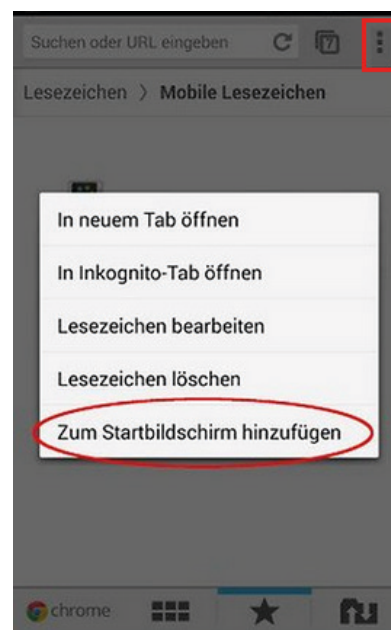 Suchen oder URL eingeben 7
Lesezeichen > Mobile Lesezeichen
In neuem Tab öffnen
In Inkognito-Tab öffnen
Lesezeichen bearbeiten
Lesezeichen löschen
Zum Startbildschirm hinzufügen
chrome